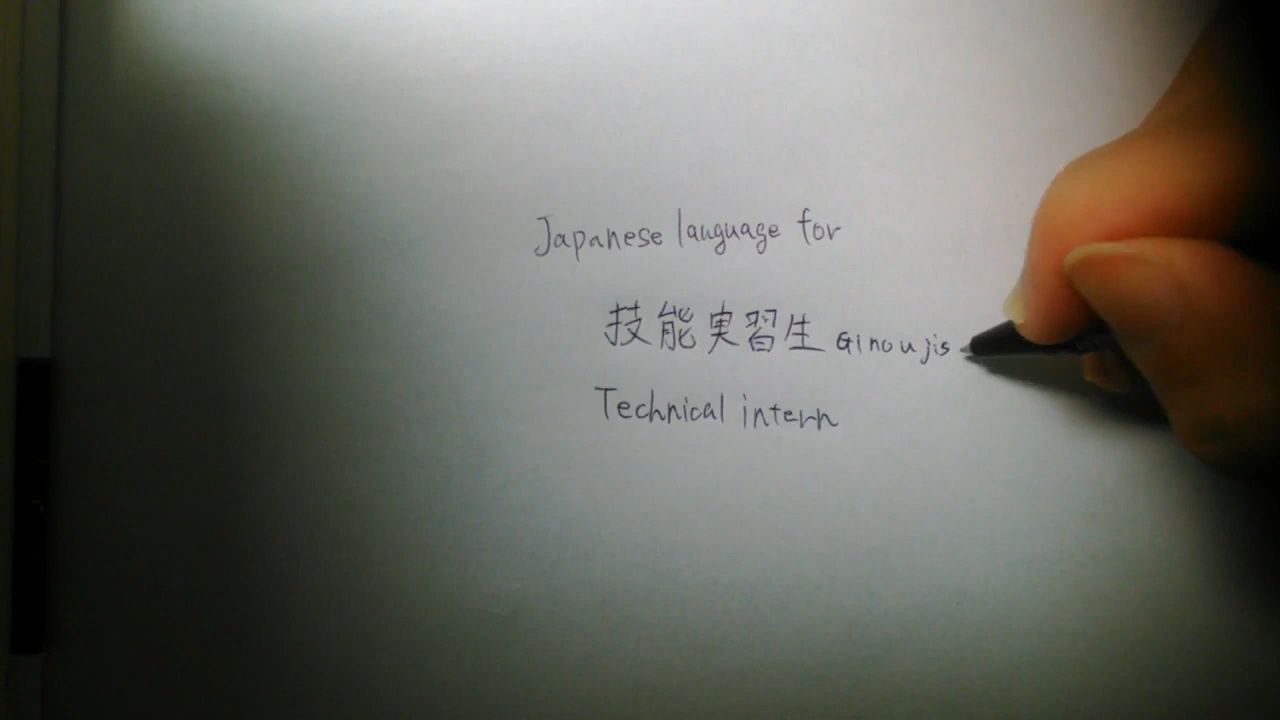 Japanese language for
技能実習生 Ginoujis
Technical intern